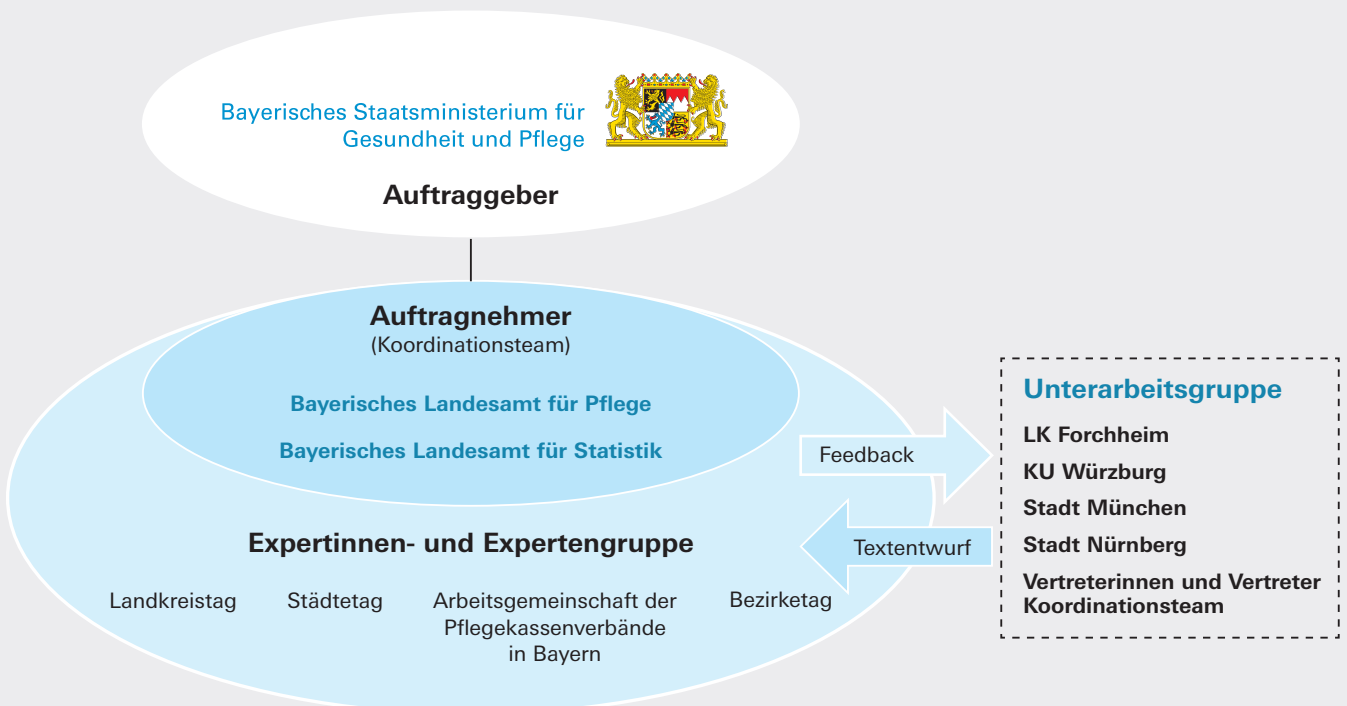 Bayerisches Staatsministerium für
Gesundheit und Pflege
Auftraggeber
Auftragnehmer
(Koordinationsteam)
Bayerisches Landesamt für Pflege
Bayerisches Landesamt für Statistik
Expertinnen- und Expertengruppe
Landkreistag
Städtetag
Arbeitsgemeinschaft der
Pflegekassenverbände
in Bayern
Bezirketag
Feedback
Textentwurf
Unterarbeitsgruppe
LK Forchheim
KU Würzburg
Stadt München
Stadt Nürnberg
Vertreterinnen und Vertreter
Koordinationsteam